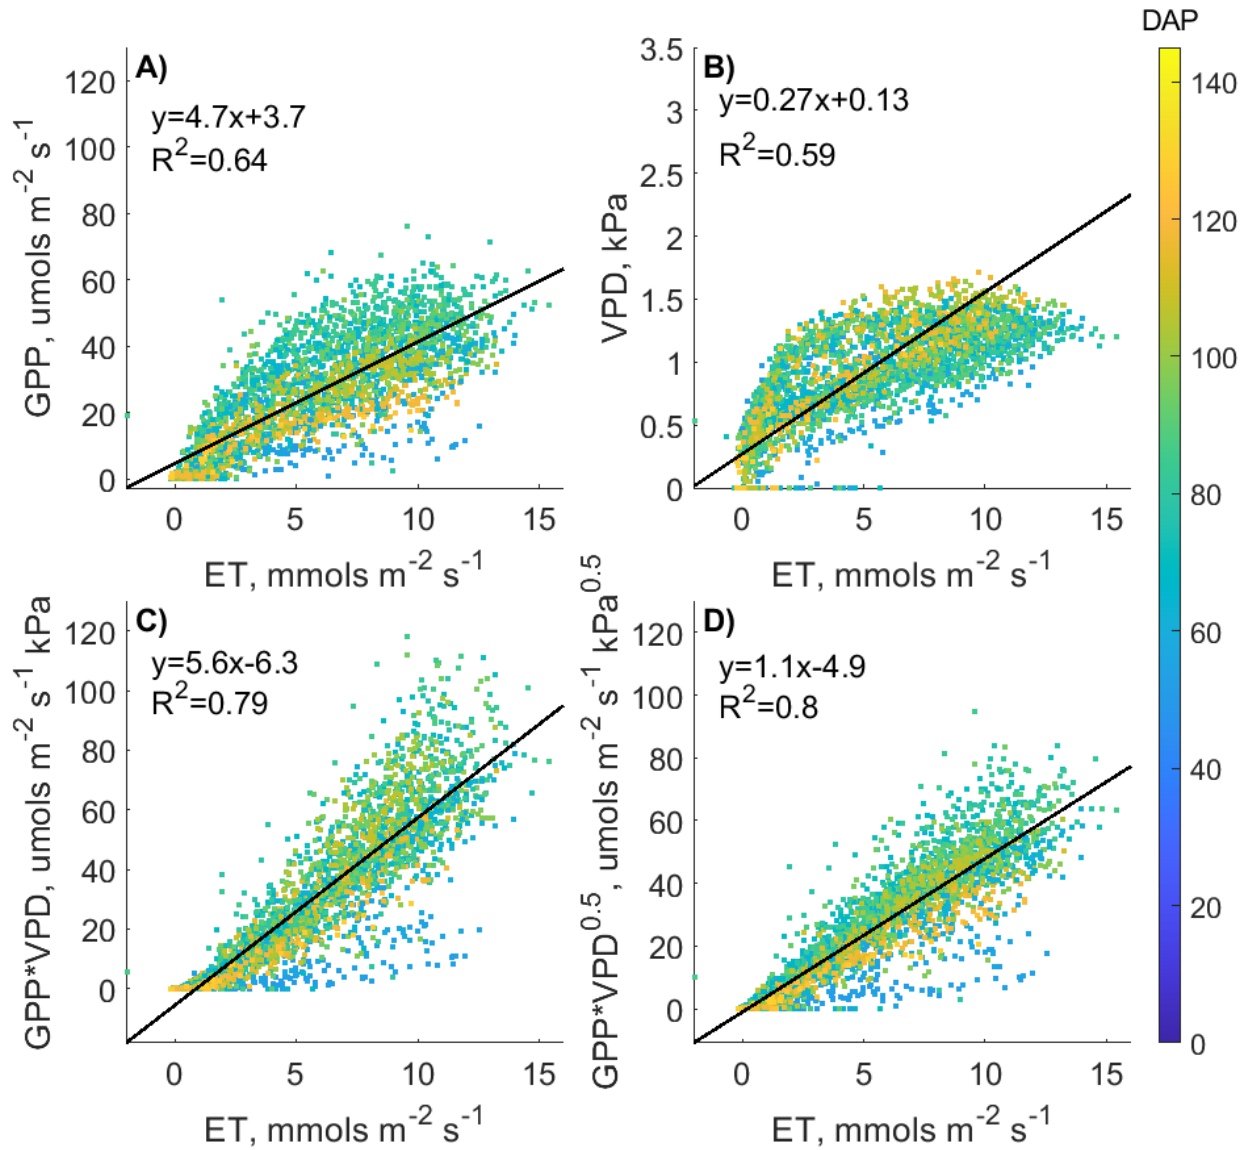 DAP
A)
y=4.7x+3.7
R²=0.64
GPP, umols m⁻² s⁻¹
120
100
80
60
40
20
0
0 5 10 15
ET, mmols m⁻² s⁻¹
B)
y=0.27x+0.13
R²=0.59
VPD, kPa
3.5
3
2.5
2
1.5
1
0.5
0
0 5 10 15
ET, mmols m⁻² s⁻¹
C)
y=5.6x-6.3
R²=0.79
GPP*VPD, umols m⁻² s⁻¹ kPa
120
100
80
60
40
20
0
0 5 10 15
ET, mmols m⁻² s⁻¹
D)
y=1.1x-4.9
R²=0.8
GPP*VPD⁰·⁵, umols m⁻² s⁻¹ kPa⁰·⁵
120
100
80
60
40
20
0
0 5 10 15
ET, mmols m⁻² s⁻¹
140
120
100
80
60
40
20
0